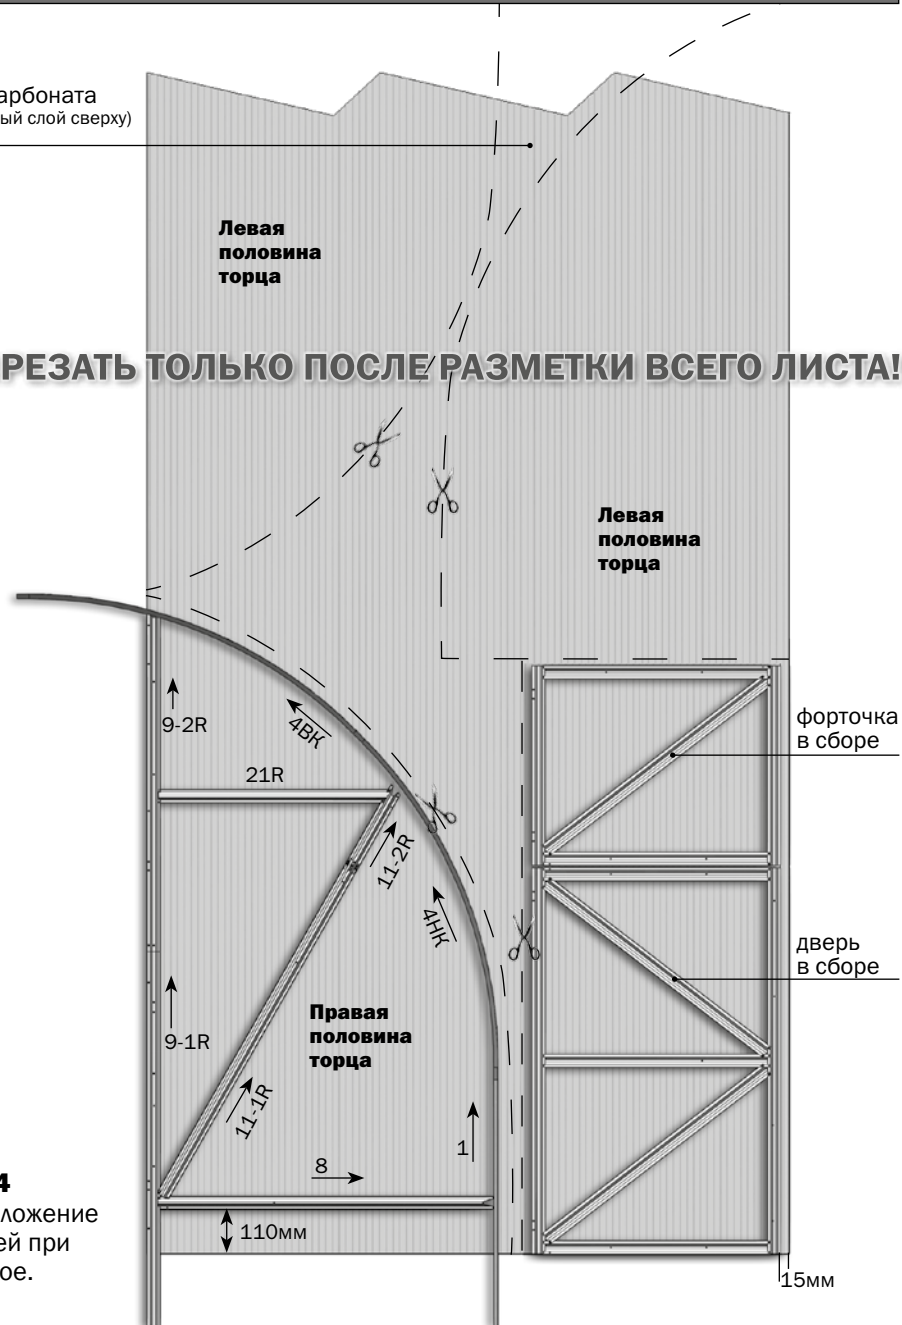 арбоната
ый слой сверху)
Левая
половина
торца
РЕЗАТЬ ТОЛЬКО ПОСЛЕ РАЗМЕТКИ ВСЕГО ЛИСТА!
Левая
половина
торца
форточка
в сборе
9-2R
4ВК
21R
11-2R
4НК
дверь
в сборе
Правая
половина
торца
9-1R
11-1R
1
8
4
ложение
ей при
ое.
110мм
15мм